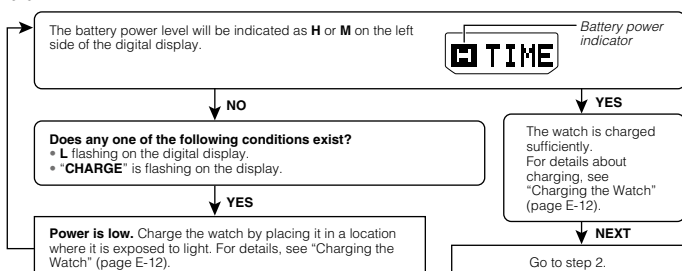 The battery power level will be indicated as H or M on the left
side of the digital display.
Battery power
indicator
H TIME
NO
YES
Does any one of the following conditions exist?
• L flashing on the digital display.
• “CHARGE” is flashing on the display.
The watch is charged
sufficiently.
For details about
charging, see
“Charging the Watch”
(page E-12).
YES
NEXT
Power is low. Charge the watch by placing it in a location
where it is exposed to light. For details, see “Charging the
Watch” (page E-12).
Go to step 2.